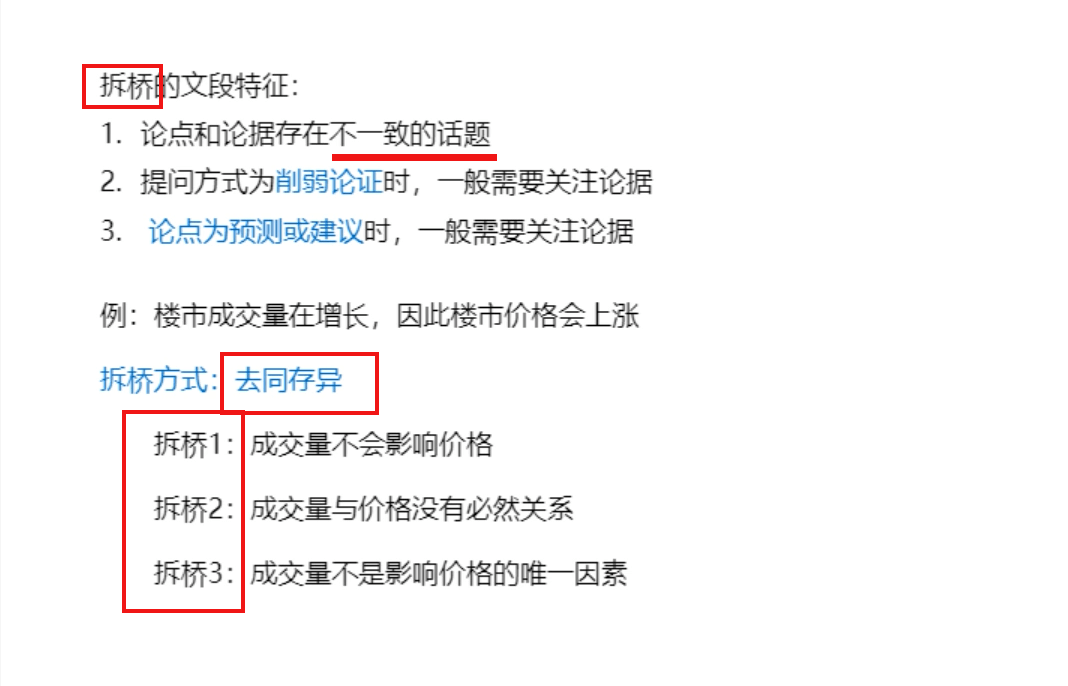 拆桥的文段特征：
1. 论点和论据存在不一致的话题
2. 提问方式为削弱论证时，一般需要关注论据
3. 论点为预测或建议时，一般需要关注论据
例：楼市成交量在增长，因此楼市价格会上涨
拆桥方式：去同存异
拆桥1：成交量不会影响价格
拆桥2：成交量与价格没有必然关系
拆桥3：成交量不是影响价格的唯一因素